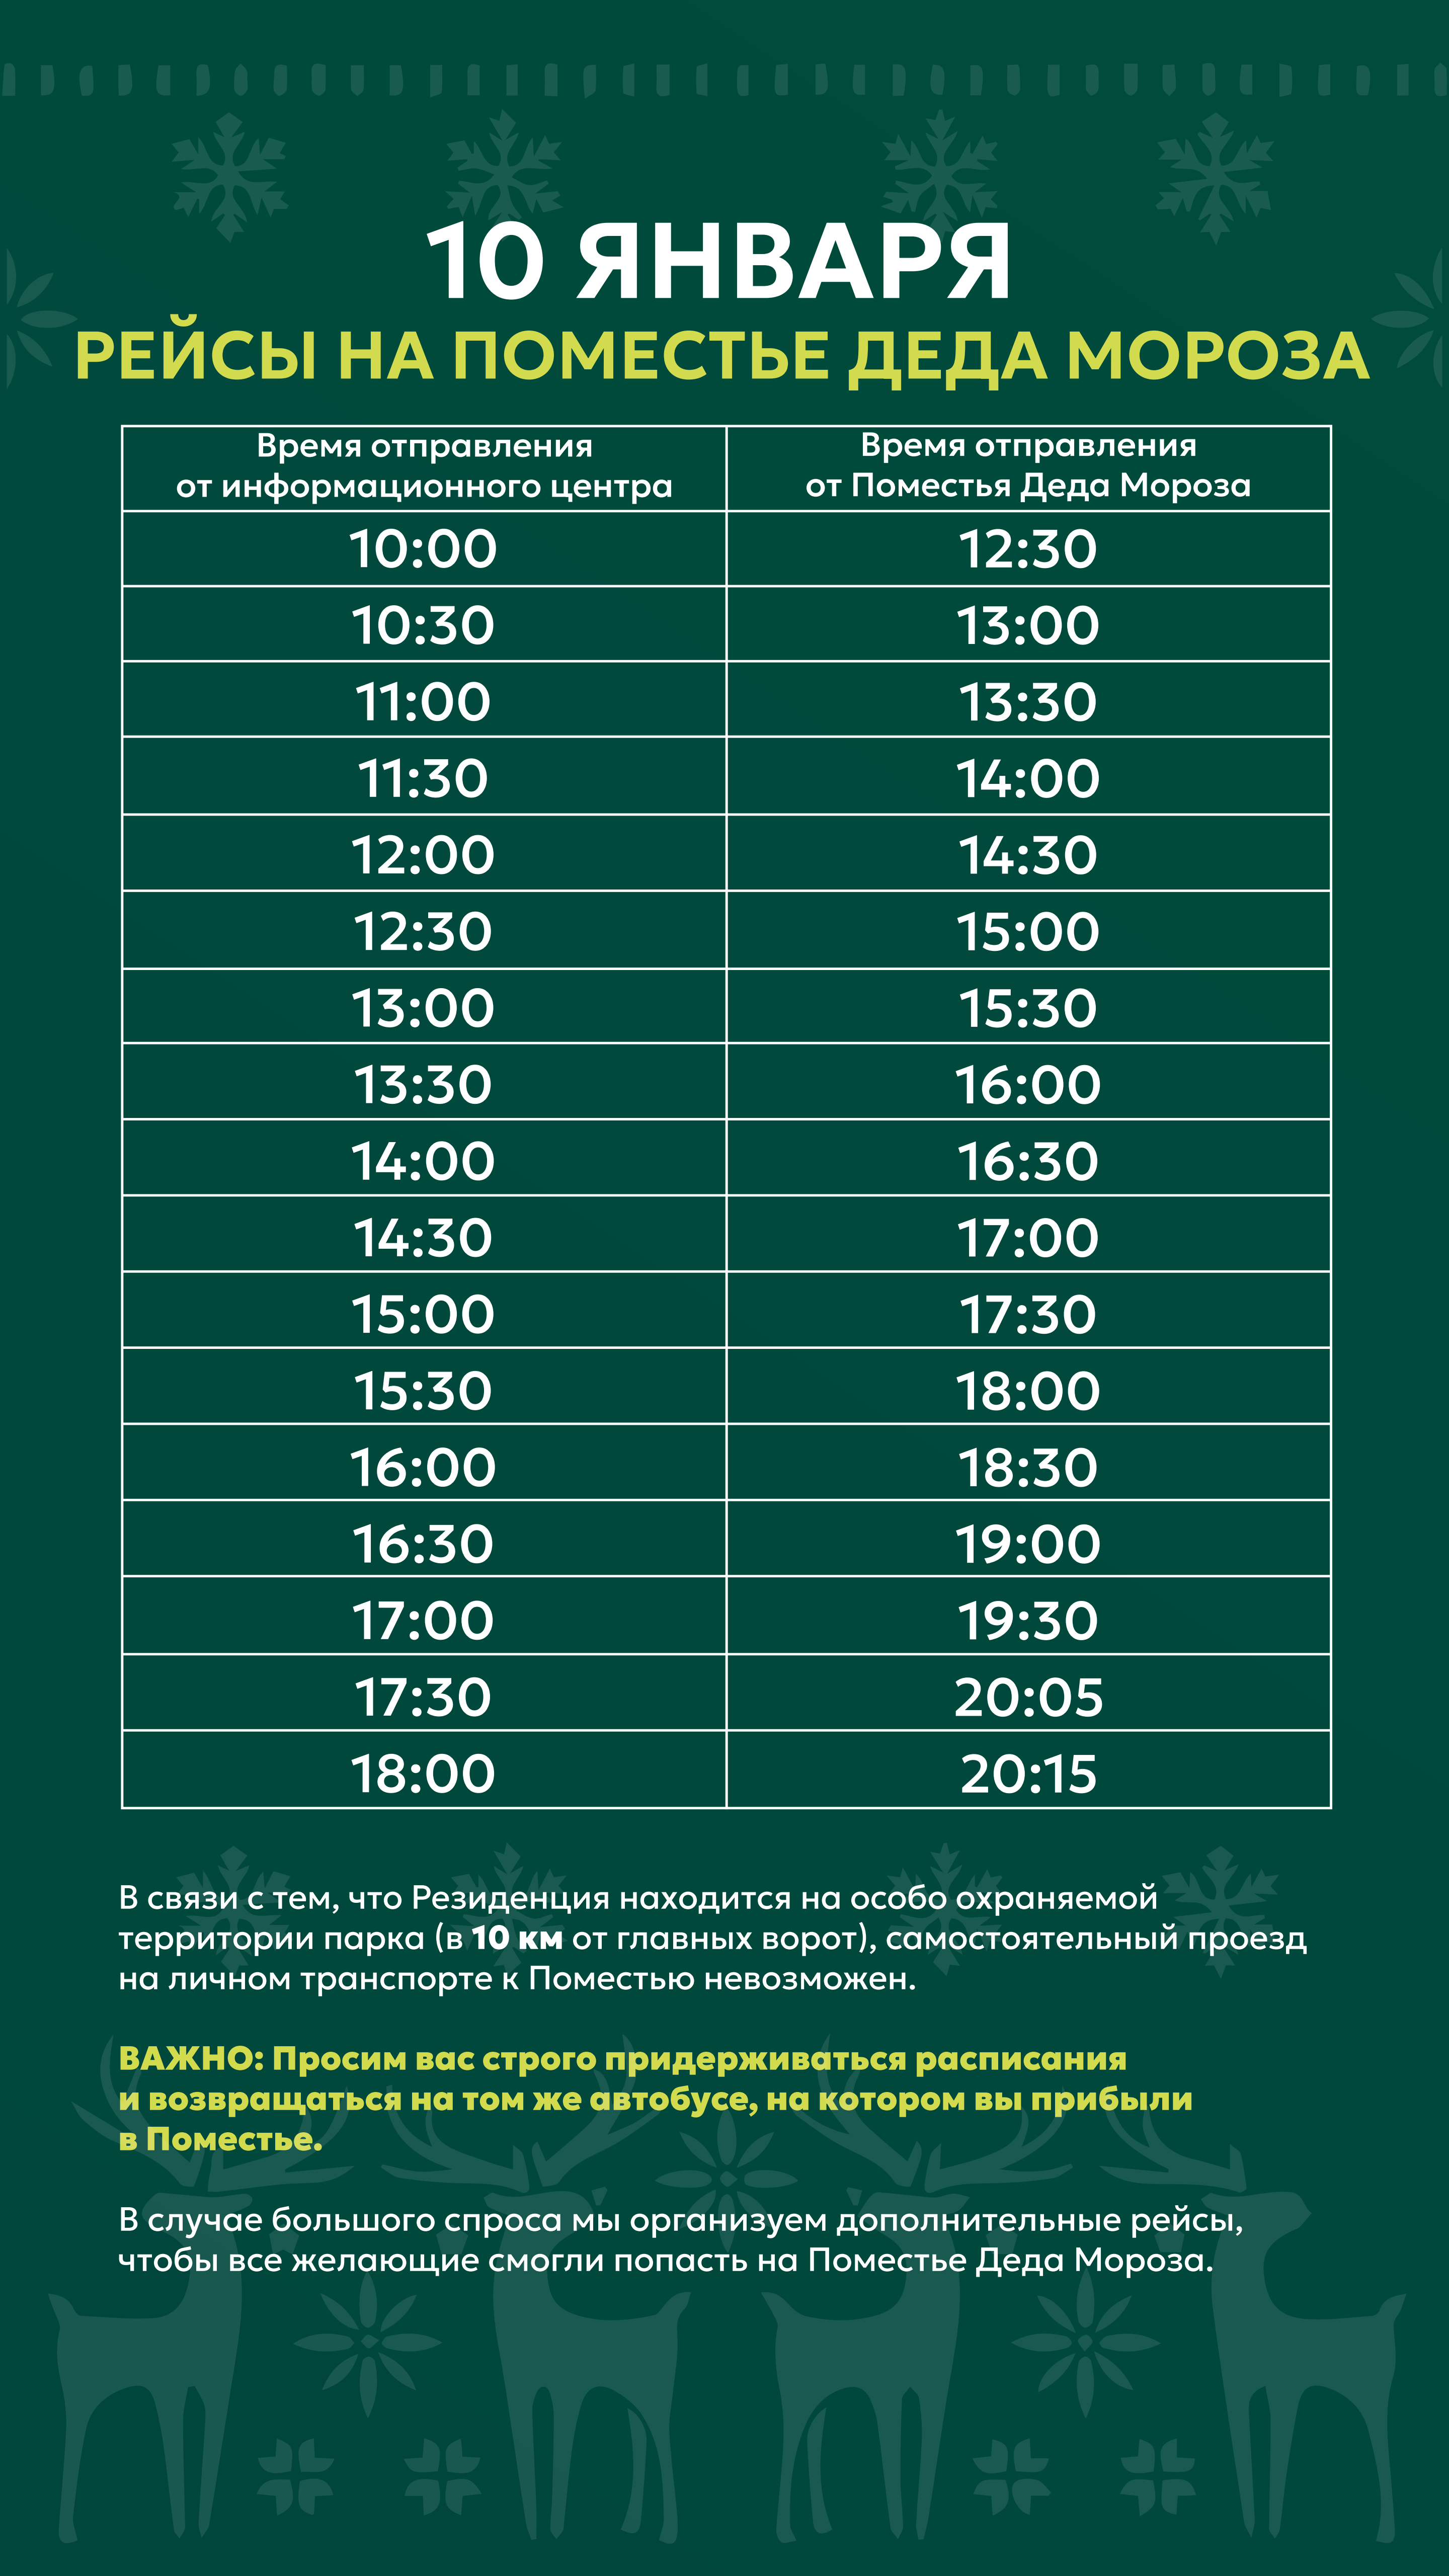 10 ЯНВАРЯ
РЕЙСЫ НА ПОМЕСТЬЕ ДЕДА МОРОЗА
Время отправления
от информационного центра
Время отправления
от Поместья Деда Мороза
10:00 12:30
10:30 13:00
11:00 13:30
11:30 14:00
12:00 14:30
12:30 15:00
13:00 15:30
13:30 16:00
14:00 16:30
14:30 17:00
15:00 17:30
15:30 18:00
16:00 18:30
16:30 19:00
17:00 19:30
17:30 20:05
18:00 20:15
В связи с тем, что Резиденция находится на особо охраняемой
территории парка (в 10 км от главных ворот), самостоятельный проезд
на личном транспорте к Поместью невозможен.
ВАЖНО: Просим вас строго придерживаться расписания
и возвращаться на том же автобусе, на котором вы прибыли
в Поместье.
В случае большого спроса мы организуем дополнительные рейсы,
чтобы все желающие смогли попасть на Поместье Деда Мороза.